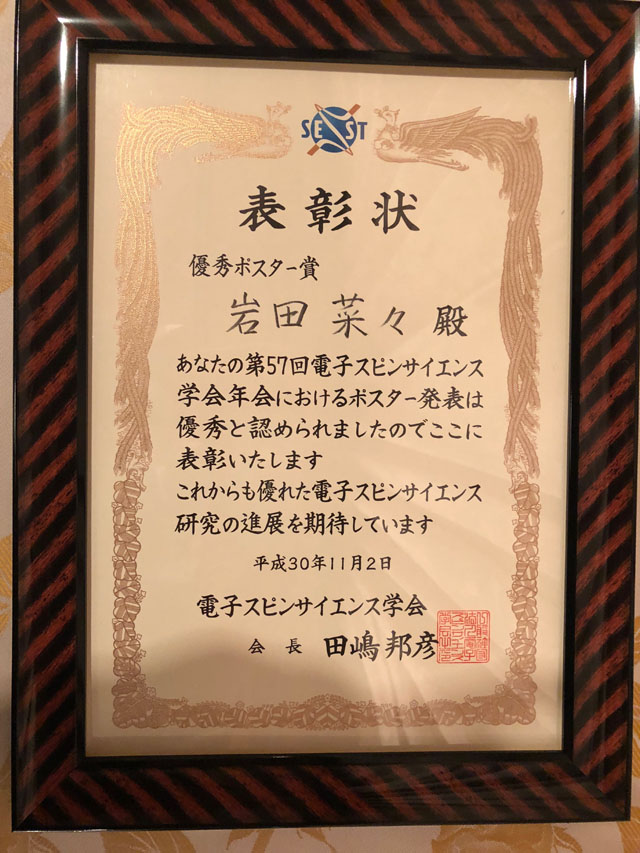 SEST
表彰状
優秀ポスター賞
岩田菜々殿
あなたの第57回電子スピンサイエンス
学会年会におけるポスター発表は
優秀と認められましたのでここに
表彰いたします
これからも優れた電子スピンサイエンス
研究の進展を期待しています
平成30年11月2日
電子スピンサイエンス学会
会長 田嶋邦彦